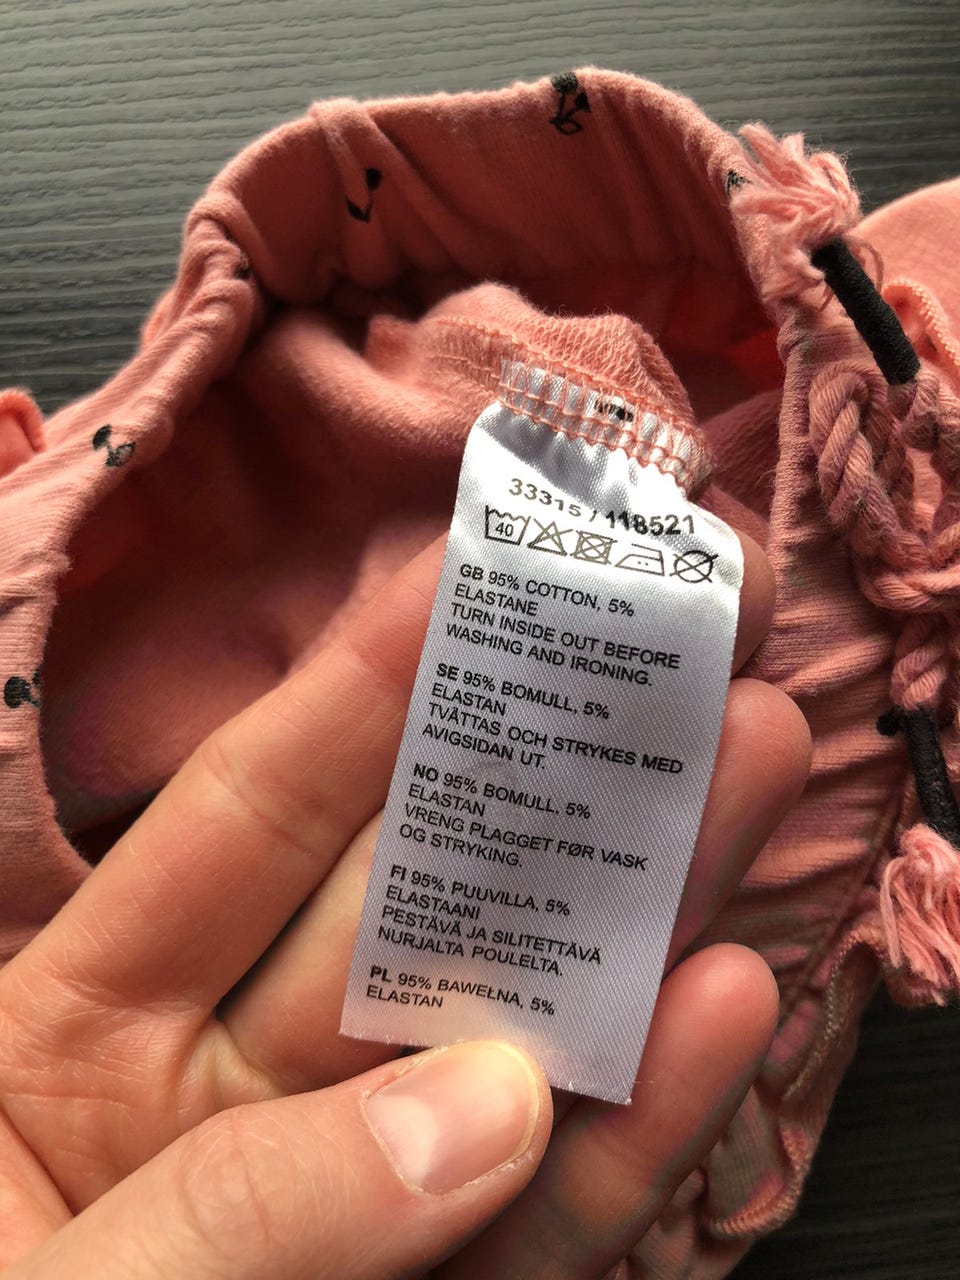 33315 / 118521
40
GB 95% COTTON, 5%
ELASTANE
TURN INSIDE OUT BEFORE
WASHING AND IRONING.
SE 95% BOMULL, 5%
ELASTAN
TVÄTTAS OCH STRYKES MED
AVIGSIDAN UT.
NO 95% BOMULL. 5%
ELASTAN
VRENG PLAGGET FØR VASK
OG STRYKING.
FI 95% PUUVILLA, 5%
ELASTAANI
PESTÄVÄ JA SILITETTÄVÄ
NURJALTA POULELTA.
PL 95% BAWEŁNA, 5%
ELASTAN